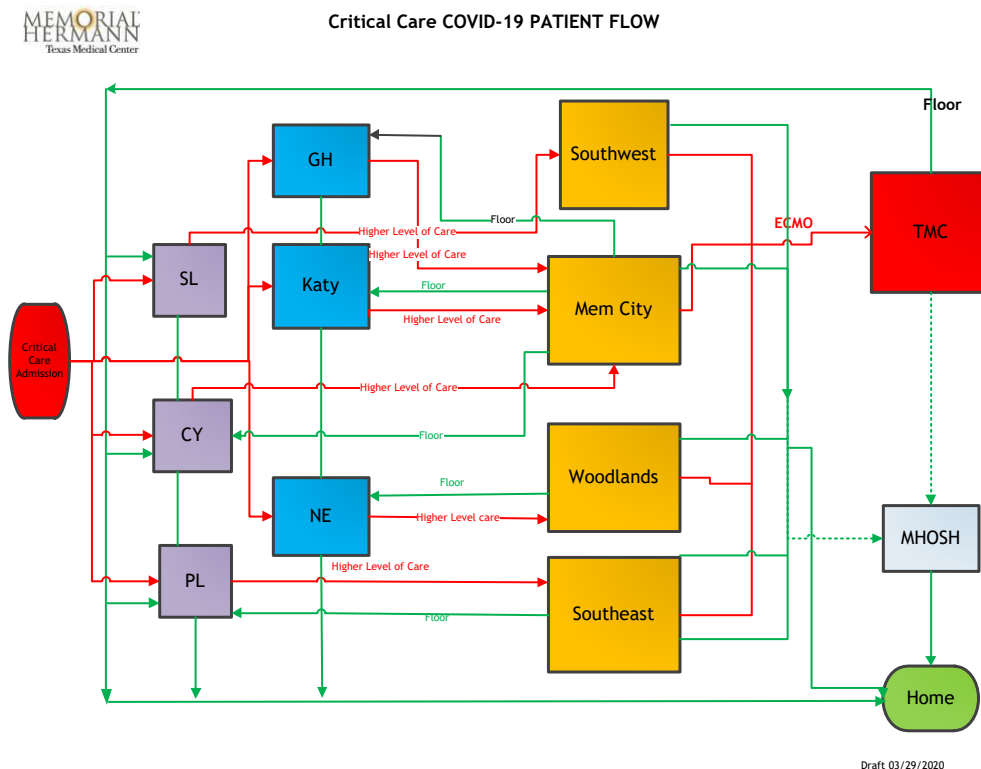 MEMORIAL
HERMANN
Texas Medical Center
Critical Care COVID-19 PATIENT FLOW
Floor
GH
Southwest
ECMO
TMC
Floor
Higher Level of Care
Higher Level of Care
SL
Katy
Floor
Mem City
Higher Level of Care
Critical
Care
Admission
Higher Level of Care
CY
Floor
Woodlands
Floor
NE
Higher Level care
MHOSH
Higher Level of Care
PL
Floor
Southeast
Home
Draft 03/29/2020